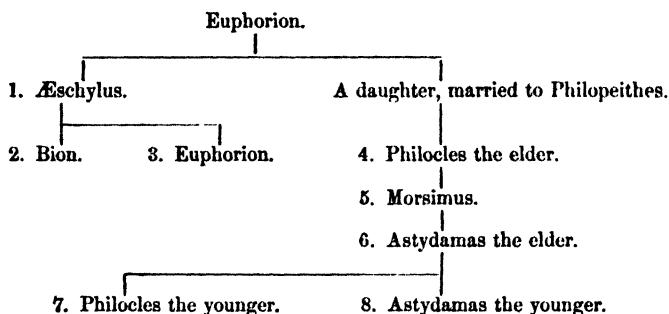 Euphorion.
1. Æschylus. A daughter, married to Philopeithes.
2. Bion. 3. Euphorion. 4. Philocles the elder.
5. Morsimus.
6. Astydamas the elder.
7. Philocles the younger. 8. Astydamas the younger.